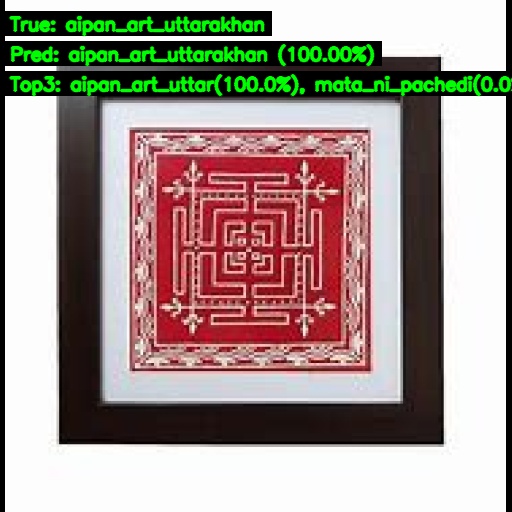 True: aipan_art_uttarakhan
Pred: aipan_art_uttarakhan (100.00%)
Top3: aipan_art_uttar(100.0%), mata_ni_pachedi(0.0